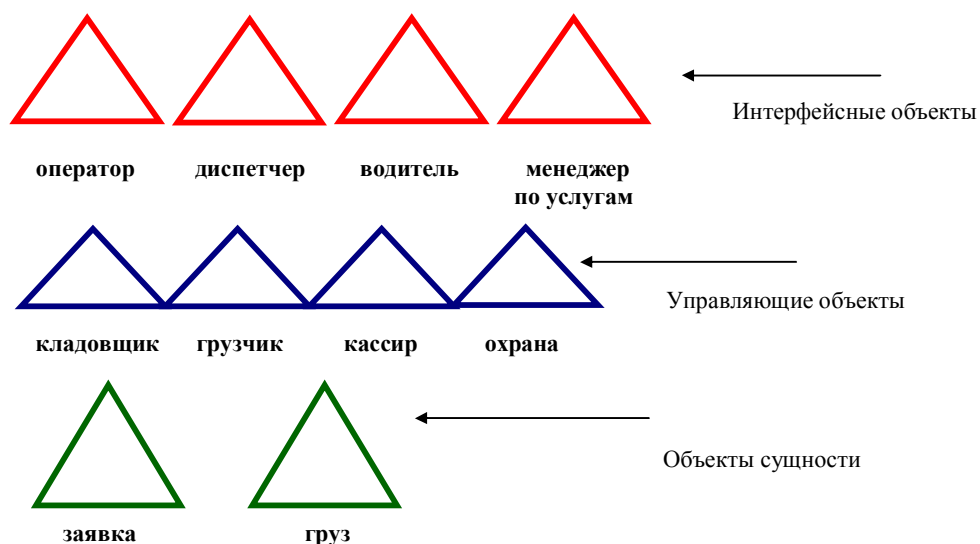 Интерфейсные объекты
оператор диспетчер водитель менеджер
по услугам
Управляющие объекты
кладовщик грузчик кассир охрана
Объекты сущности
заявка груз